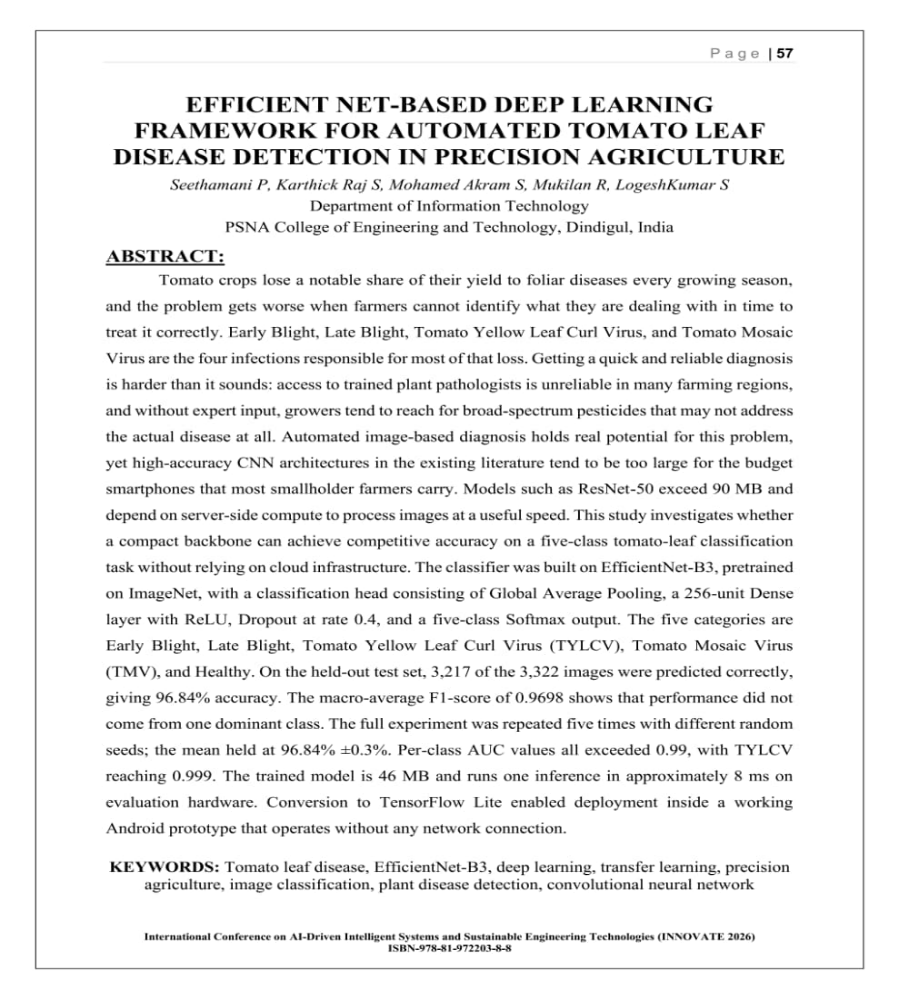 Page | 57
EFFICIENT NET-BASED DEEP LEARNING
FRAMEWORK FOR AUTOMATED TOMATO LEAF
DISEASE DETECTION IN PRECISION AGRICULTURE
Seethamani P, Karthick Raj S, Mohamed Akram S, Mukilan R, LogeshKumar S
Department of Information Technology
PSNA College of Engineering and Technology, Dindigul, India
ABSTRACT:
Tomato crops lose a notable share of their yield to foliar diseases every growing season,
and the problem gets worse when farmers cannot identify what they are dealing with in time to
treat it correctly. Early Blight, Late Blight, Tomato Yellow Leaf Curl Virus, and Tomato Mosaic
Virus are the four infections responsible for most of that loss. Getting a quick and reliable diagnosis
is harder than it sounds: access to trained plant pathologists is unreliable in many farming regions,
and without expert input, growers tend to reach for broad-spectrum pesticides that may not address
the actual disease at all. Automated image-based diagnosis holds real potential for this problem,
yet high-accuracy CNN architectures in the existing literature tend to be too large for the budget
smartphones that most smallholder farmers carry. Models such as ResNet-50 exceed 90 MB and
depend on server-side compute to process images at a useful speed. This study investigates whether
a compact backbone can achieve competitive accuracy on a five-class tomato-leaf classification
task without relying on cloud infrastructure. The classifier was built on EfficientNet-B3, pretrained
on ImageNet, with a classification head consisting of Global Average Pooling, a 256-unit Dense
layer with ReLU, Dropout at rate 0.4, and a five-class Softmax output. The five categories are
Early Blight, Late Blight, Tomato Yellow Leaf Curl Virus (TYLCV), Tomato Mosaic Virus
(TMV), and Healthy. On the held-out test set, 3,217 of the 3,322 images were predicted correctly,
giving 96.84% accuracy. The macro-average F1-score of 0.9698 shows that performance did not
come from one dominant class. The full experiment was repeated five times with different random
seeds; the mean held at 96.84% ±0.3%. Per-class AUC values all exceeded 0.99, with TYLCV
reaching 0.999. The trained model is 46 MB and runs one inference in approximately 8 ms on
evaluation hardware. Conversion to TensorFlow Lite enabled deployment inside a working
Android prototype that operates without any network connection.
KEYWORDS: Tomato leaf disease, EfficientNet-B3, deep learning, transfer learning, precision
agriculture, image classification, plant disease detection, convolutional neural network
International Conference on AI-Driven Intelligent Systems and Sustainable Engineering Technologies (INNOVATE 2026)
ISBN-978-81-972203-8-8